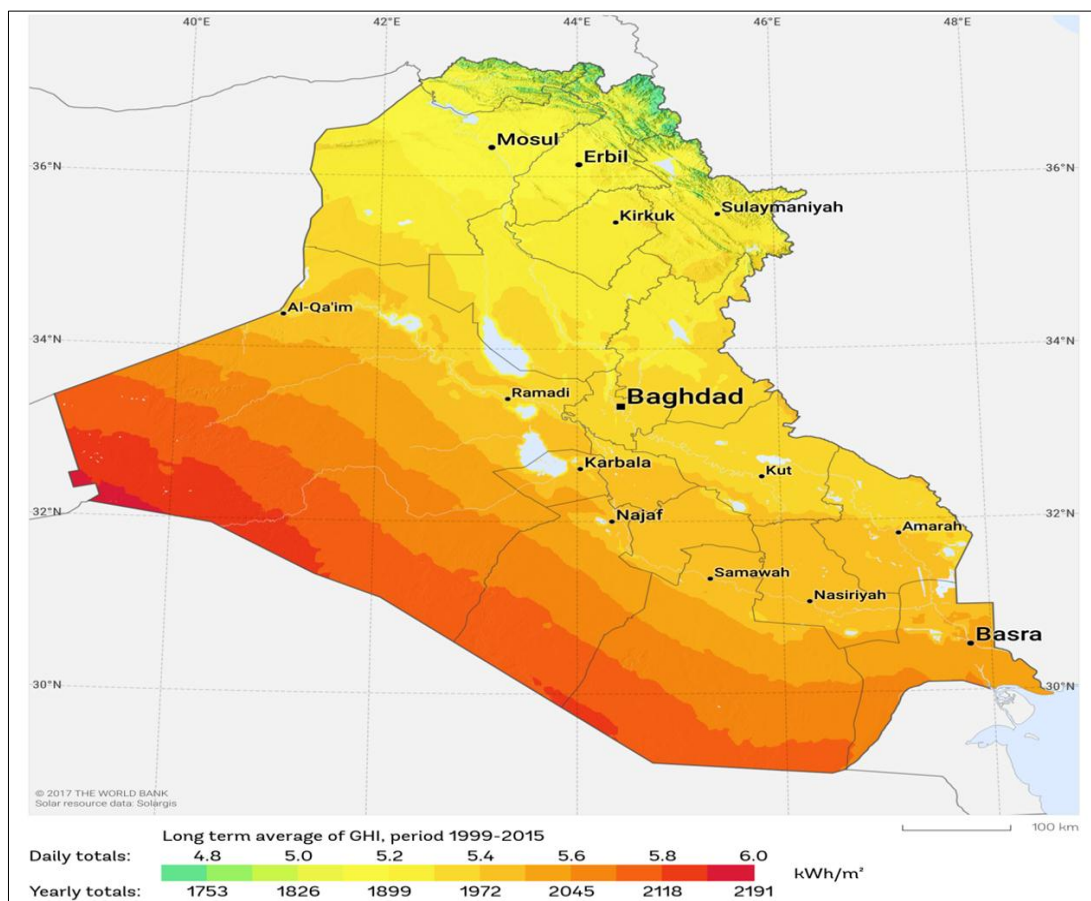 40°E 42°E 44°E 46°E 48°E
Mosul
Erbil
36°N 36°N
Sulaymaniyah
Kirkuk
Al-Qa'im
34°N 34°N
Ramadi
Baghdad
Karbala
Kut
32°N 32°N
Najaf
Amarah
Samawah
Nasiriyah
Basra
30°N 30°N
© 2017 THE WORLD BANK
Solar resource data: Solargis
100 km
Long term average of GHI, period 1999-2015
Daily totals: 4.8 5.0 5.2 5.4 5.6 5.8 6.0
kWh/m²
Yearly totals: 1753 1826 1899 1972 2045 2118 2191